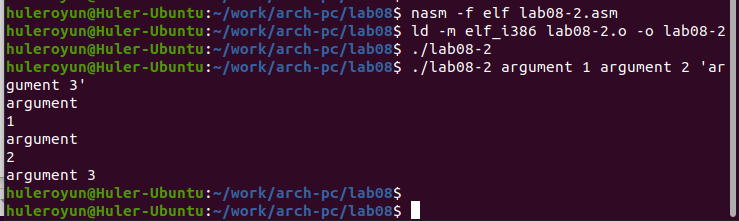 huleroyun@Huler-Ubuntu:~/work/arch-pc/lab08$ nasm -f elf lab08-2.asm
huleroyun@Huler-Ubuntu:~/work/arch-pc/lab08$ ld -m elf_i386 lab08-2.o -o lab08-2
huleroyun@Huler-Ubuntu:~/work/arch-pc/lab08$ ./lab08-2
huleroyun@Huler-Ubuntu:~/work/arch-pc/lab08$ ./lab08-2 argument 1 argument 2 'ar
gument 3'
argument
1
argument
2
argument 3
huleroyun@Huler-Ubuntu:~/work/arch-pc/lab08$
huleroyun@Huler-Ubuntu:~/work/arch-pc/lab08$